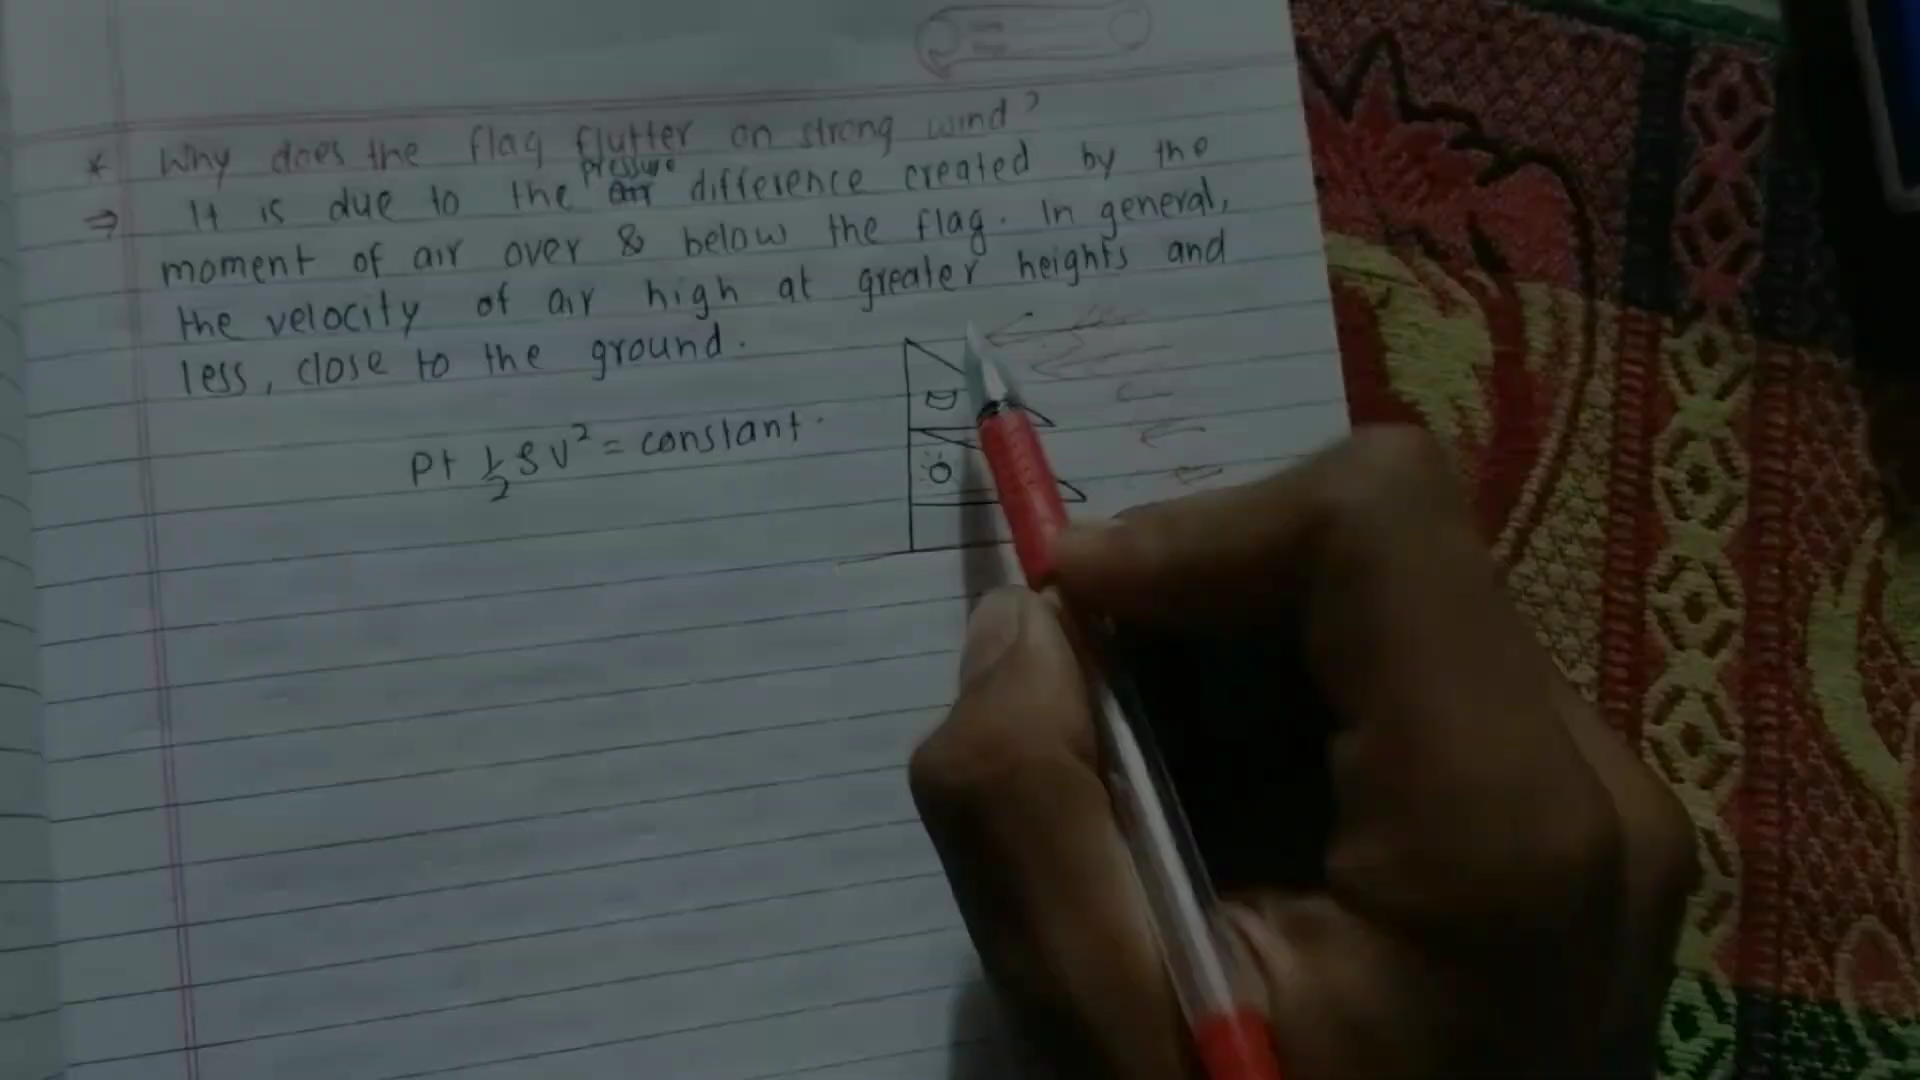 * Why does the flag flutter on strong wind?
pressure
⇒ It is due to the difference created by the
moment of air over & below the flag. In general,
the velocity of air high at greater heights and
less, close to the ground.
P+ 1/2 ρ v² = constant.